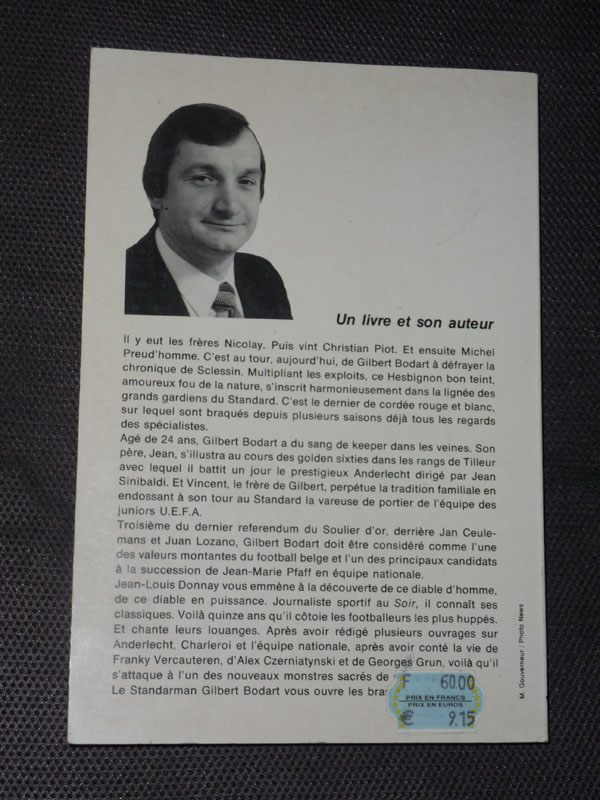 Un livre et son auteur
Il y eut les frères Nicolay. Puis vint Christian Piot. Et ensuite Michel
Preud'homme. C'est au tour, aujourd'hui, de Gilbert Bodart à défrayer la
chronique de Sclessin. Multipliant les exploits, ce Hesbignon bon teint,
amoureux fou de la nature, s'inscrit harmonieusement dans la lignée des
grands gardiens du Standard. C'est le dernier de cordée rouge et blanc,
sur lequel sont braqués depuis plusieurs saisons déjà tous les regards
des spécialistes.
Agé de 24 ans, Gilbert Bodart a du sang de keeper dans les veines. Son
père, Jean, s'illustra au cours des golden sixties dans les rangs de Tilleur
avec lequel il battit un jour le prestigieux Anderlecht dirigé par Jean
Sinibaldi. Et Vincent, le frère de Gilbert, perpétue la tradition familiale en
endossant à son tour au Standard la vareuse de portier de l'équipe des
juniors U.E.F.A.
Troisième du dernier referendum du Soulier d'or, derrière Jan Ceule-
mans et Juan Lozano, Gilbert Bodart doit être considéré comme l'une
des valeurs montantes du football belge et l'un des principaux candidats
à la succession de Jean-Marie Pfaff en équipe nationale.
Jean-Louis Donnay vous emmène à la découverte de ce diable d'homme,
de ce diable en puissance. Journaliste sportif au Soir, il connaît ses
classiques. Voilà quinze ans qu'il côtoie les footballeurs les plus huppés.
Et chante leurs louanges. Après avoir rédigé plusieurs ouvrages sur
Anderlecht, Charleroi et l'équipe nationale, après avoir conté la vie de
Franky Vercauteren, d'Alex Czerniatynski et de Georges Grun, voilà qu'il
s'attaque à l'un des nouveaux monstres sacrés de
Le Standarman Gilbert Bodart vous ouvre les bras
F 60.00
PRIX EN FRANCS
PRIX EN EUROS
€ 9.15
M. Gouverneur / Photo News